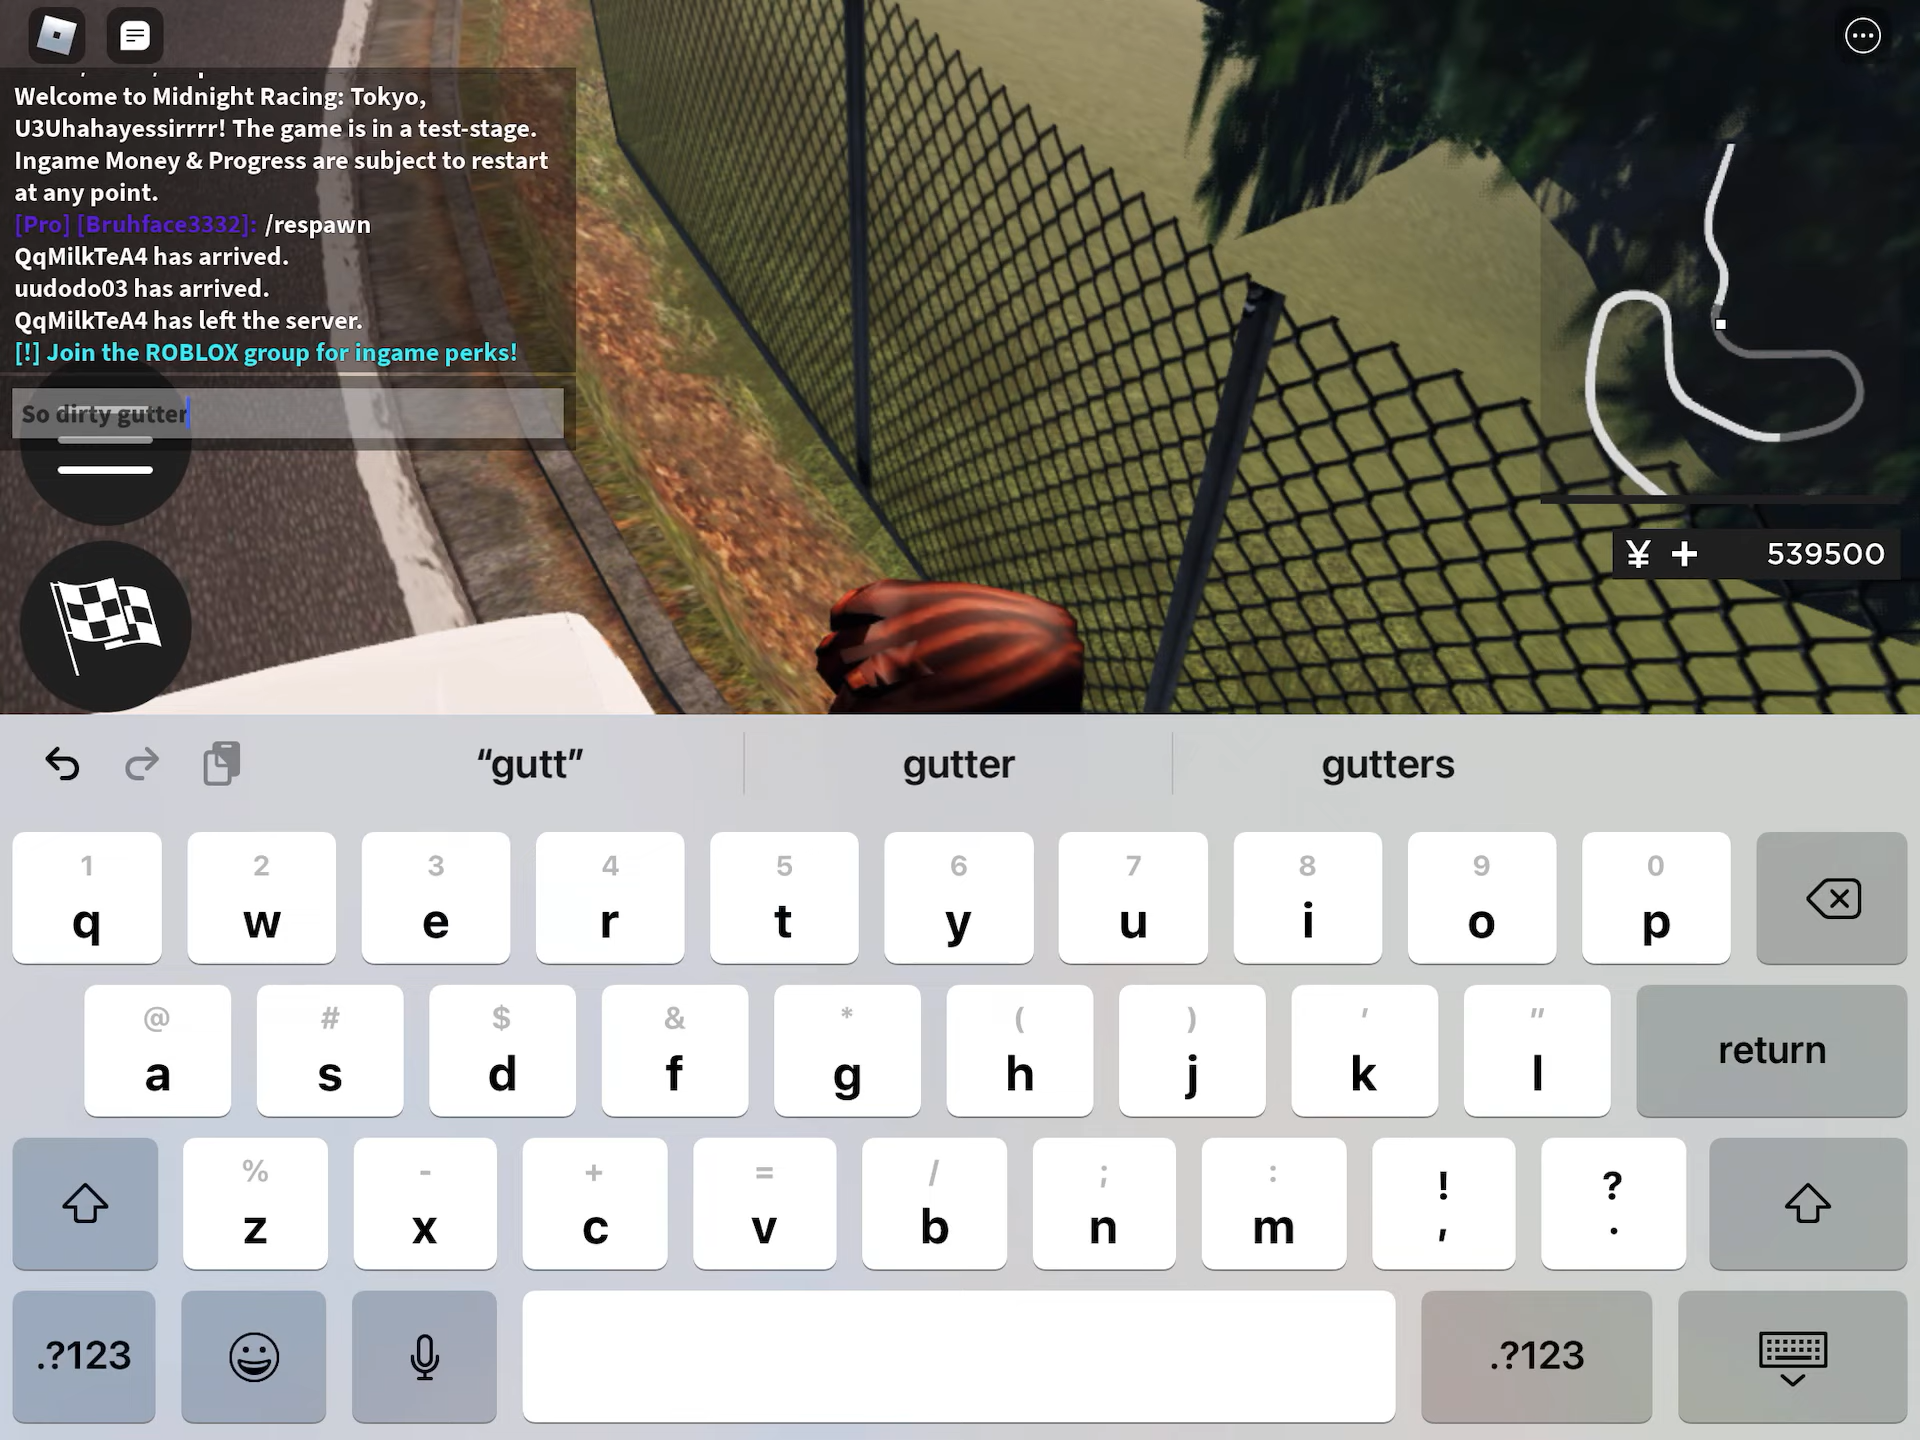 Welcome to Midnight Racing: Tokyo,
U3Uhahayessirrrr! The game is in a test-stage.
Ingame Money & Progress are subject to restart
at any point.
[Pro] [Bruhface3332]: /respawn
QqMilkTeA4 has arrived.
uudodo03 has arrived.
QqMilkTeA4 has left the server.
[!] Join the ROBLOX group for ingame perks!
So dirty gutter
¥ + 539500
“gutt” gutter gutters
1 2 3 4 5 6 7 8 9 0
q w e r t y u i o p
@ # $ & * ( ) ' "
a s d f g h j k l return
% - + = / ; : ! ?
z x c v b n m , .
.?123 .?123